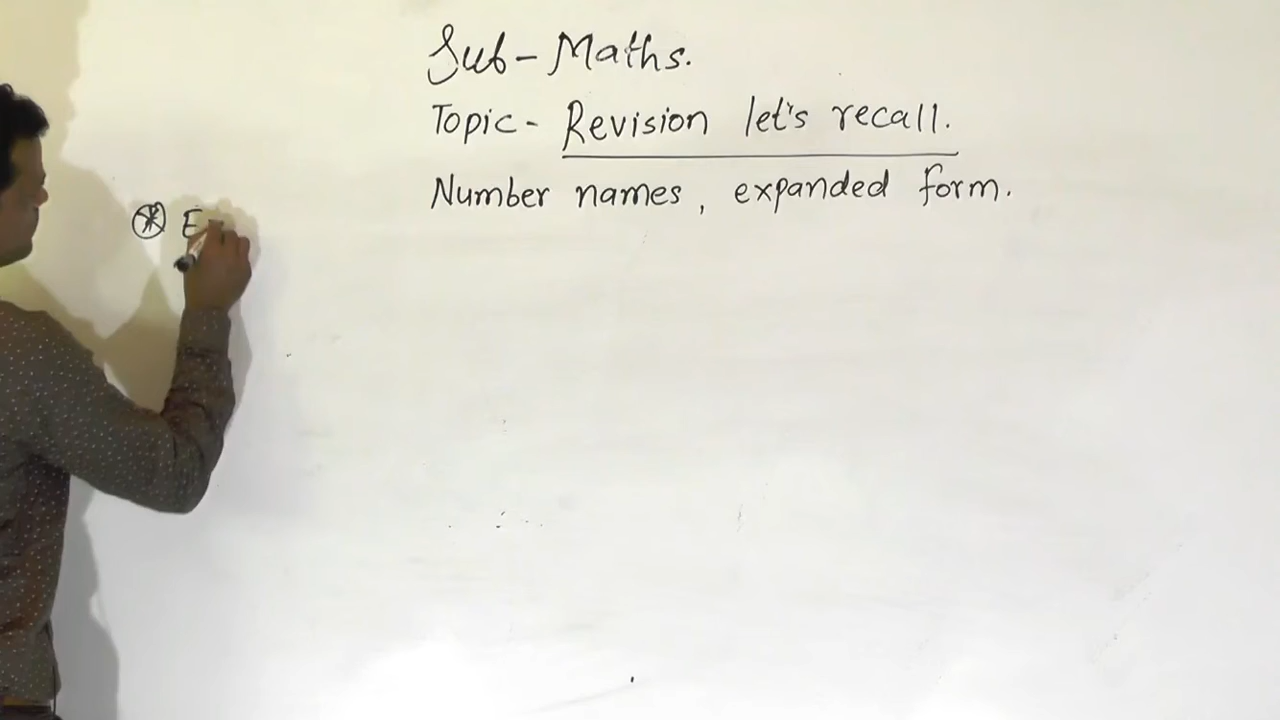 Sub - Maths.
Topic - Revision let's recall.
Number names, expanded form.
E